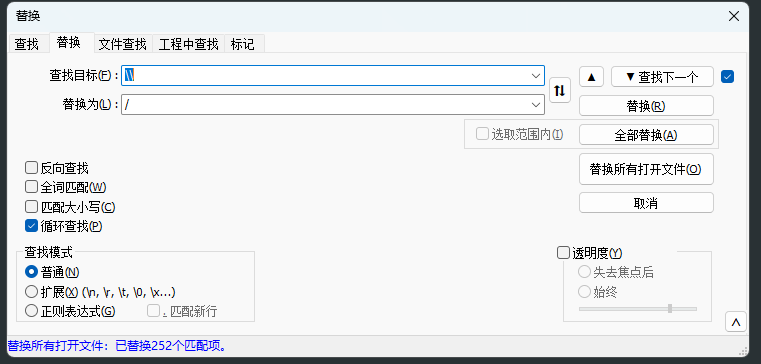 替换
查找 替换 文件查找 工程中查找 标记
查找目标(F) : \\ ▲ ▼ 查找下一个
替换为(L) : / 替换(R)
选取范围内(I) 全部替换(A)
反向查找 替换所有打开文件(O)
全词匹配(W)
匹配大小写(C) 取消
循环查找(P)
查找模式 透明度(Y)
普通(N) 失去焦点后
扩展(X) (\n, \r, \t, \0, \x...) 始终
正则表达式(G) . 匹配新行
替换所有打开文件：已替换252个匹配项。